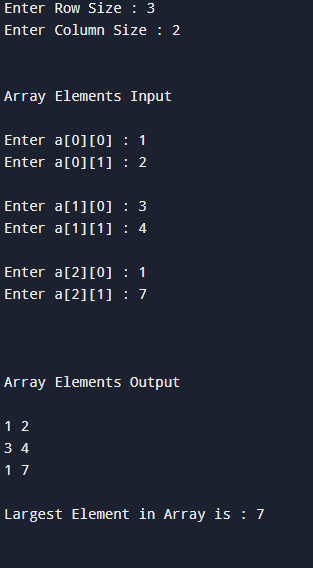 Enter Row Size : 3
Enter Column Size : 2
Array Elements Input
Enter a[0][0] : 1
Enter a[0][1] : 2
Enter a[1][0] : 3
Enter a[1][1] : 4
Enter a[2][0] : 1
Enter a[2][1] : 7
Array Elements Output
1 2
3 4
1 7
Largest Element in Array is : 7